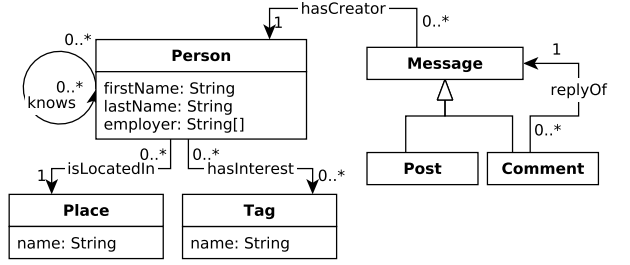 hasCreator
1
0..*
0..*
Person
firstName: String
lastName: String
employer: String[]
0..*
knows
Message
1
replyOf
0..*
Post
Comment
0..*
0..*
isLocatedIn
hasInterest
1
0..*
Place
name: String
Tag
name: String